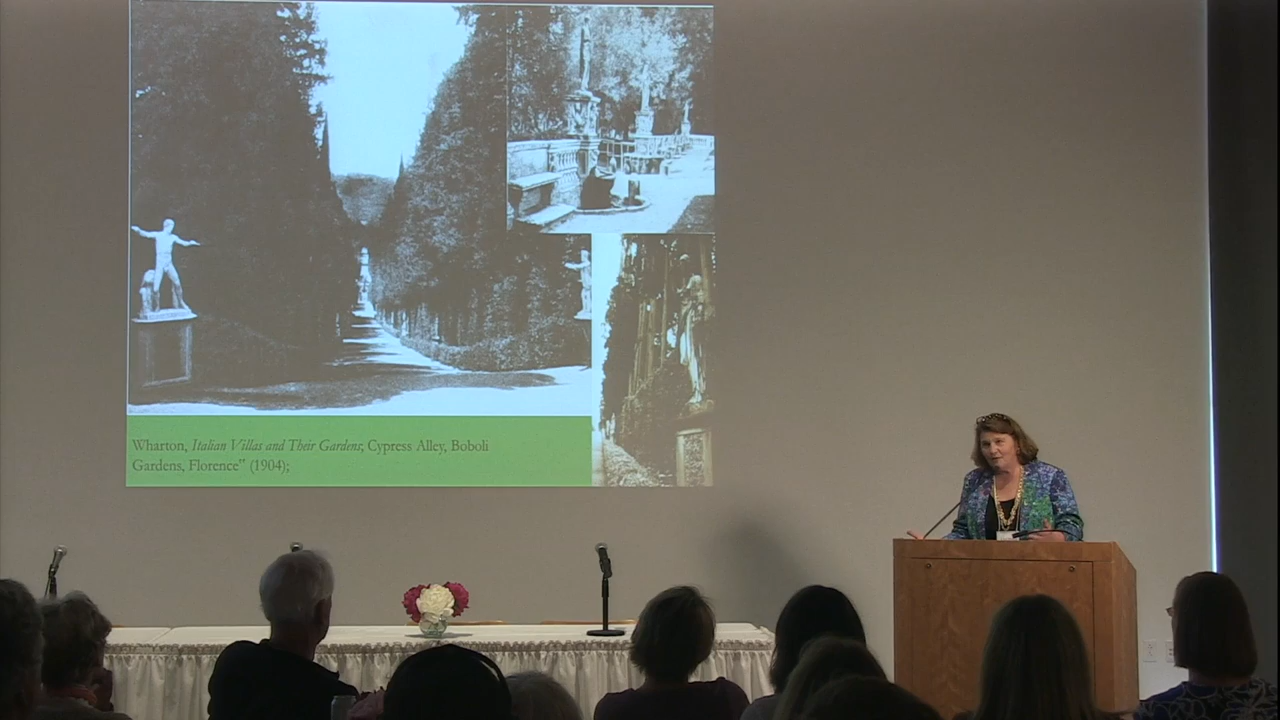 Wharton, Italian Villas and Their Gardens; Cypress Alley, Boboli
Gardens, Florence" (1904);